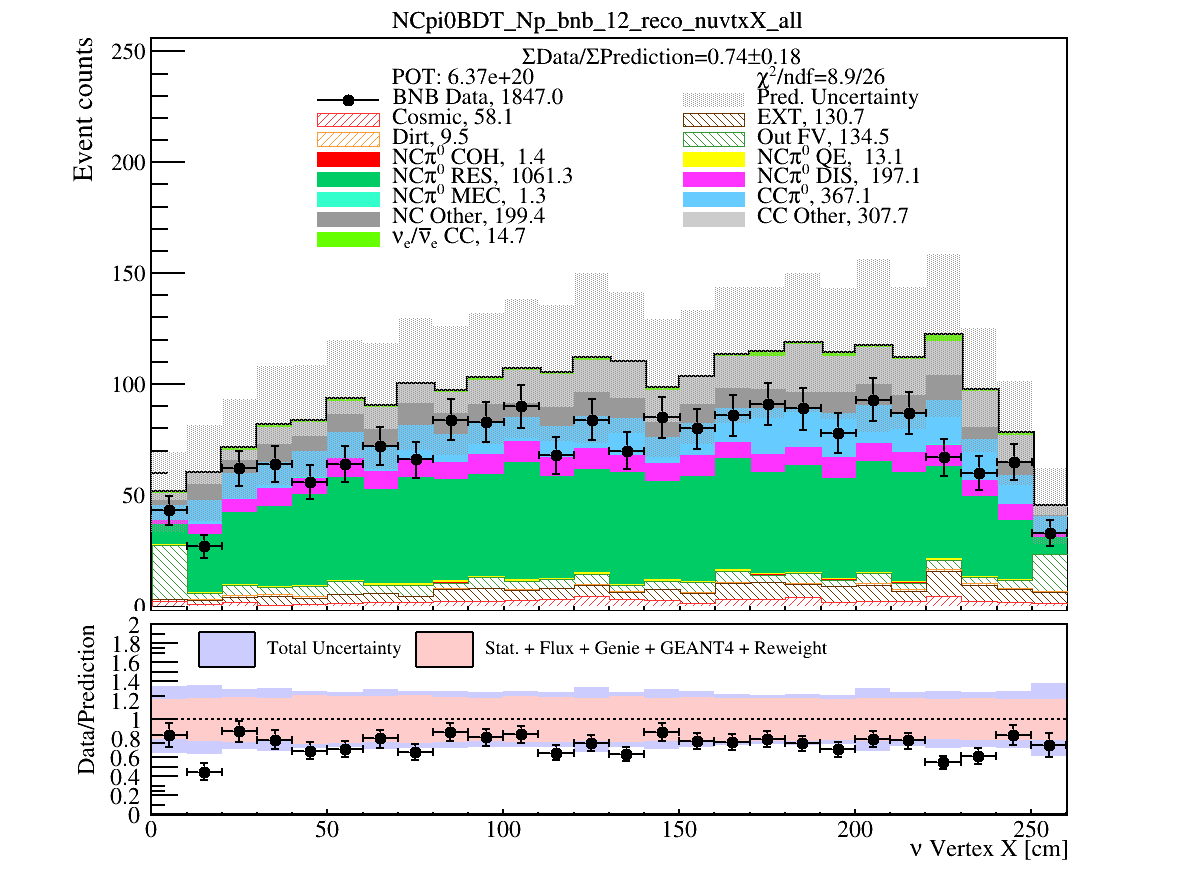 NCpi0BDT_Np_bnb_12_reco_nuvtxX_all
ΣData/ΣPrediction=0.74±0.18
POT: 6.37e+20
χ²/ndf=8.9/26
BNB Data, 1847.0
Pred. Uncertainty
Cosmic, 58.1
EXT, 130.7
Dirt, 9.5
Out FV, 134.5
NCπ⁰ COH, 1.4
NCπ⁰ QE, 13.1
NCπ⁰ RES, 1061.3
NCπ⁰ DIS, 197.1
NCπ⁰ MEC, 1.3
CCπ⁰, 367.1
NC Other, 199.4
CC Other, 307.7
νₑ/ν̅ₑ CC, 14.7
Event counts
250
200
150
100
50
0
Total Uncertainty
Stat. + Flux + Genie + GEANT4 + Reweight
Data/Prediction
2
1.8
1.6
1.4
1.2
1
0.8
0.6
0.4
0.2
0
0 50 100 150 200 250
ν Vertex X [cm]